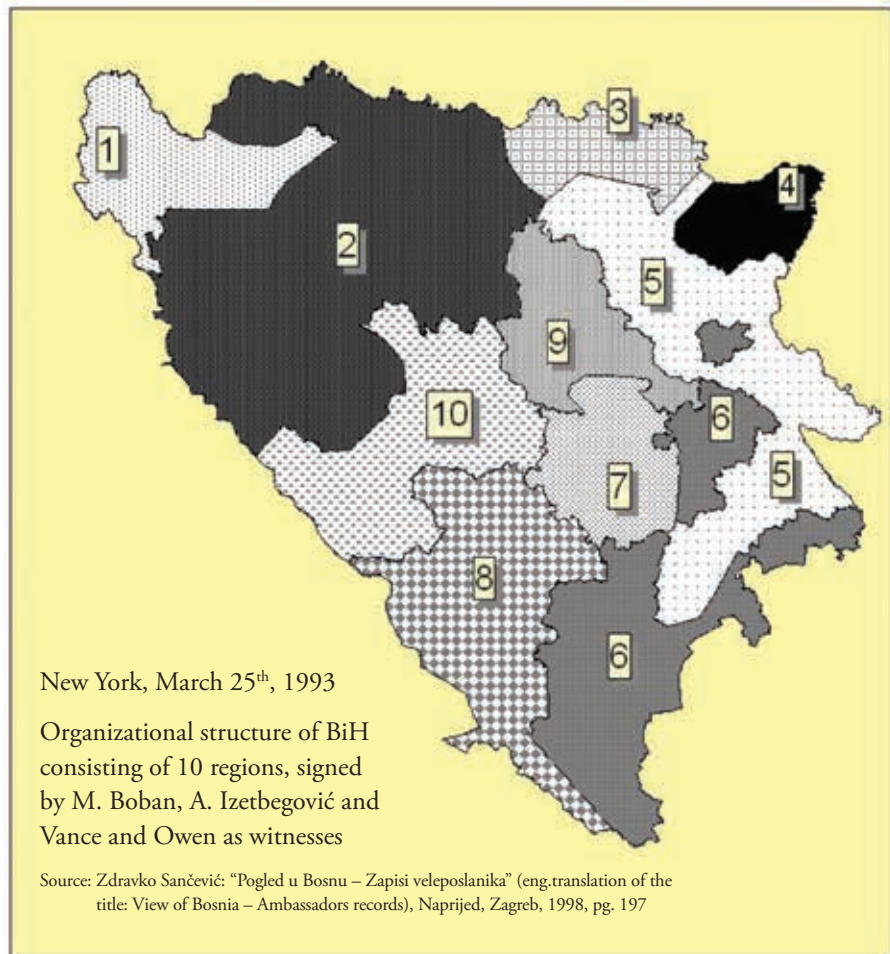 1
3
4
2
5
9
10
6
7
5
8
6
New York, March 25th, 1993
Organizational structure of BiH
consisting of 10 regions, signed
by M. Boban, A. Izetbegović and
Vance and Owen as witnesses
Source: Zdravko Sančević: “Pogled u Bosnu – Zapisi veleposlanika” (eng.translation of the
title: View of Bosnia – Ambassadors records), Naprijed, Zagreb, 1998, pg. 197